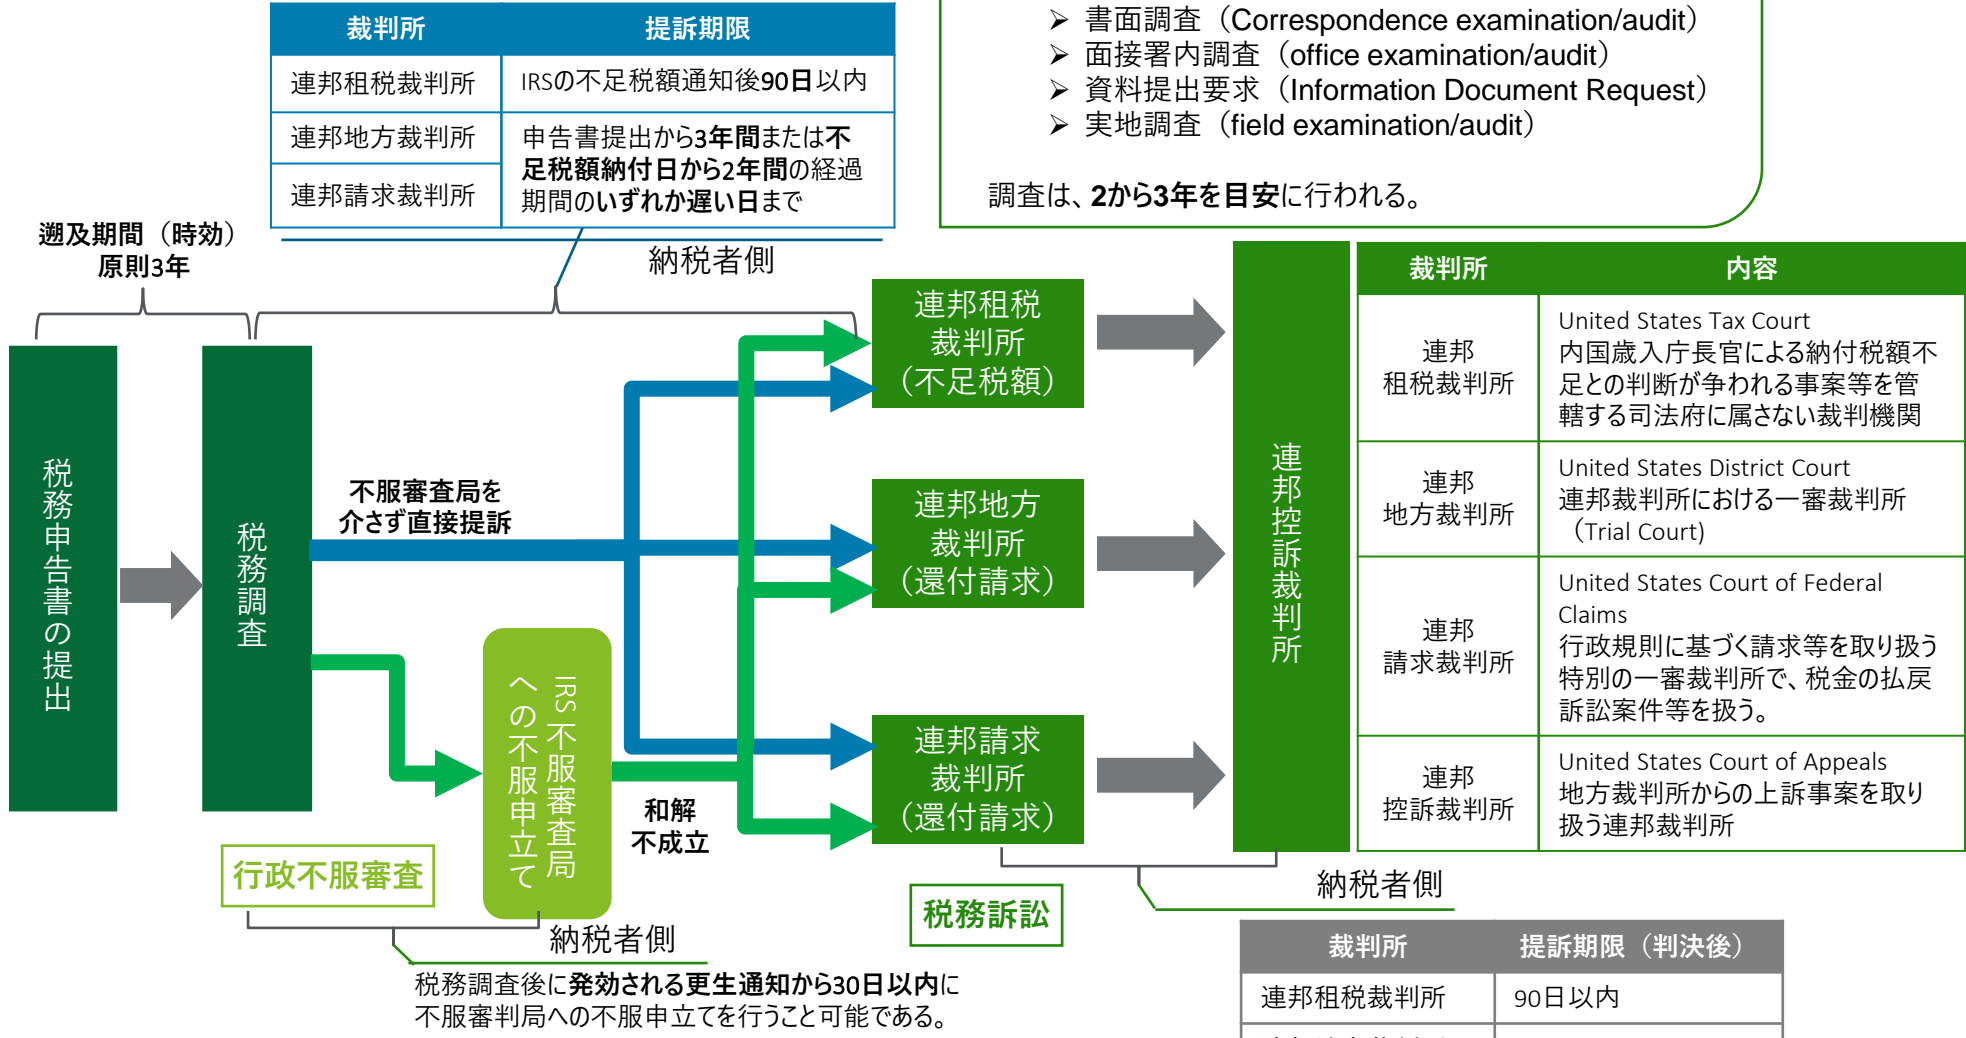 裁判所 提訴期限
連邦租税裁判所 IRSの不足税額通知後90日以内
連邦地方裁判所
連邦請求裁判所
申告書提出から3年間または不
足税額納付日から2年間の経過
期間のいずれか遅い日まで
納税者側
➢ 書面調査（Correspondence examination/audit）
➢ 面接署内調査（office examination/audit）
➢ 資料提出要求（Information Document Request）
➢ 実地調査（field examination/audit）
調査は、2から3年を目安に行われる。
遡及期間（時効）
原則3年
税務申告書の提出
税務調査
不服審査局を
介さず直接提訴
IRS不服審査局
への不服申立て
和解
不成立
行政不服審査
納税者側
税務調査後に発効される更生通知から30日以内に
不服審判局への不服申立てを行うこと可能である。
連邦租税
裁判所
（不足税額）
連邦地方
裁判所
（還付請求）
連邦請求
裁判所
（還付請求）
税務訴訟
連邦控訴裁判所
納税者側
裁判所 内容
連邦
租税裁判所
United States Tax Court
内国歳入庁長官による納付税額不
足との判断が争われる事案等を管
轄する司法府に属さない裁判機関
連邦
地方裁判所
United States District Court
連邦裁判所における一審裁判所
（Trial Court)
連邦
請求裁判所
United States Court of Federal
Claims
行政規則に基づく請求等を取り扱う
特別の一審裁判所で、税金の払戻
訴訟案件等を扱う。
連邦
控訴裁判所
United States Court of Appeals
地方裁判所からの上訴事案を取り
扱う連邦裁判所
裁判所 提訴期限（判決後）
連邦租税裁判所 90日以内